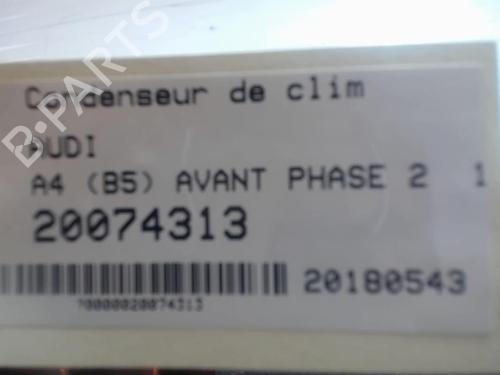 Condenseur de clim
AUDI
A4 (B5) AVANT PHASE 2 1
20074313
20180543
70000020074313
B-PARTS